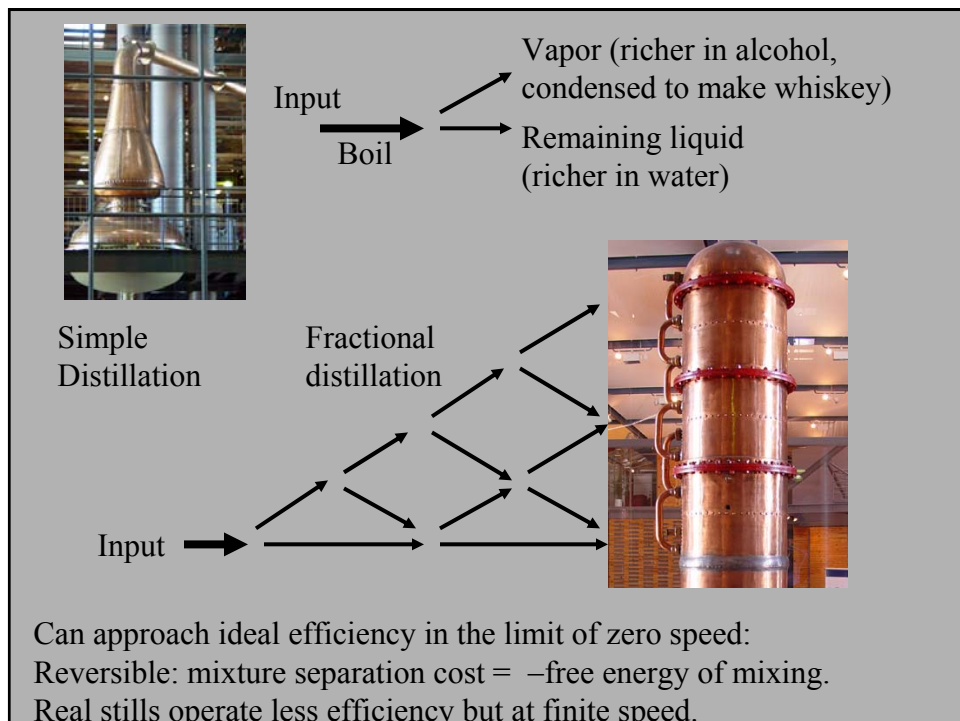 Vapor (richer in alcohol,
condensed to make whiskey)
Input
Boil
Remaining liquid
(richer in water)
Simple
Distillation
Fractional
distillation
Input
Can approach ideal efficiency in the limit of zero speed:
Reversible: mixture separation cost = –free energy of mixing.
Real stills operate less efficiency but at finite speed.